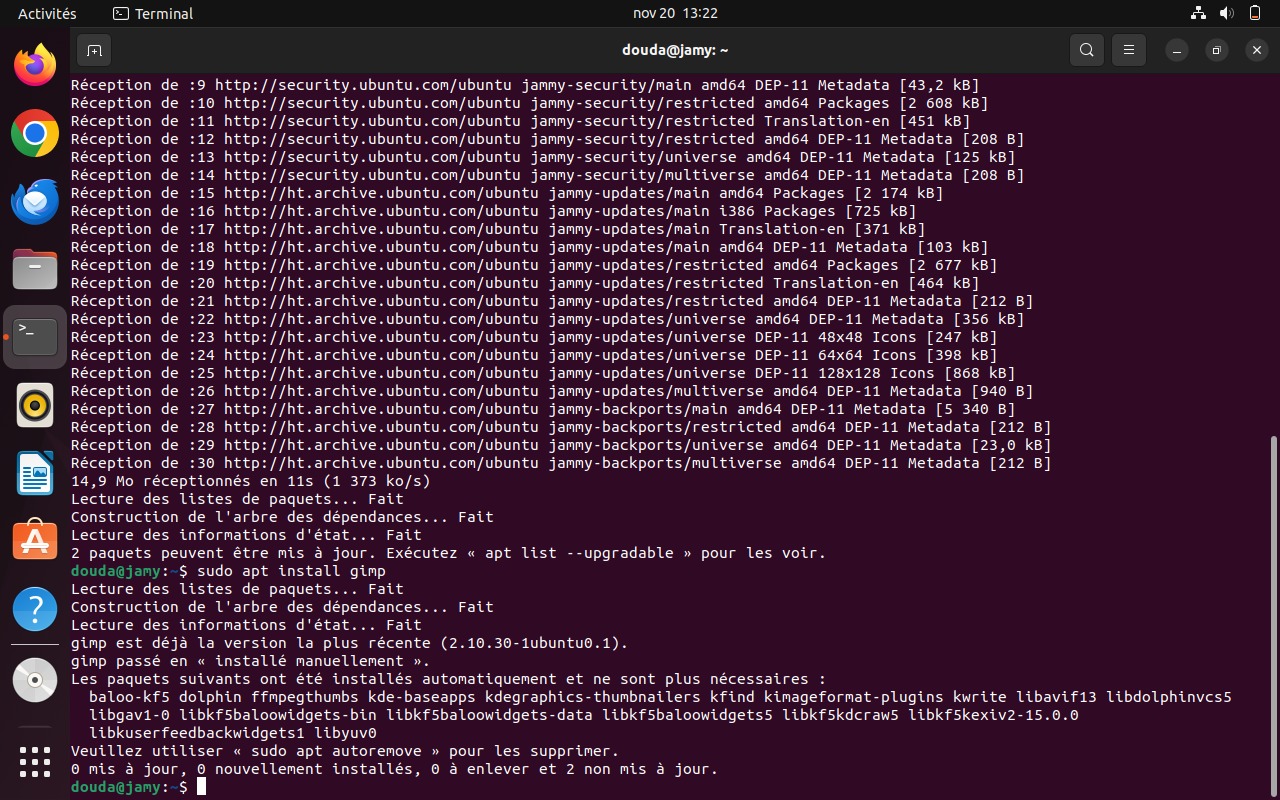 Activités
Terminal
nov 20 13:22
douda@jamy: ~
Réception de :9 http://security.ubuntu.com/ubuntu jammy-security/main amd64 DEP-11 Metadata [43,2 kB]
Réception de :10 http://security.ubuntu.com/ubuntu jammy-security/restricted amd64 Packages [2 608 kB]
Réception de :11 http://security.ubuntu.com/ubuntu jammy-security/restricted Translation-en [451 kB]
Réception de :12 http://security.ubuntu.com/ubuntu jammy-security/restricted amd64 DEP-11 Metadata [208 B]
Réception de :13 http://security.ubuntu.com/ubuntu jammy-security/universe amd64 DEP-11 Metadata [125 kB]
Réception de :14 http://security.ubuntu.com/ubuntu jammy-security/multiverse amd64 DEP-11 Metadata [208 B]
Réception de :15 http://ht.archive.ubuntu.com/ubuntu jammy-updates/main amd64 Packages [2 174 kB]
Réception de :16 http://ht.archive.ubuntu.com/ubuntu jammy-updates/main i386 Packages [725 kB]
Réception de :17 http://ht.archive.ubuntu.com/ubuntu jammy-updates/main Translation-en [371 kB]
Réception de :18 http://ht.archive.ubuntu.com/ubuntu jammy-updates/main amd64 DEP-11 Metadata [103 kB]
Réception de :19 http://ht.archive.ubuntu.com/ubuntu jammy-updates/restricted amd64 Packages [2 677 kB]
Réception de :20 http://ht.archive.ubuntu.com/ubuntu jammy-updates/restricted Translation-en [464 kB]
Réception de :21 http://ht.archive.ubuntu.com/ubuntu jammy-updates/restricted amd64 DEP-11 Metadata [212 B]
Réception de :22 http://ht.archive.ubuntu.com/ubuntu jammy-updates/universe amd64 DEP-11 Metadata [356 kB]
Réception de :23 http://ht.archive.ubuntu.com/ubuntu jammy-updates/universe DEP-11 48x48 Icons [247 kB]
Réception de :24 http://ht.archive.ubuntu.com/ubuntu jammy-updates/universe DEP-11 64x64 Icons [398 kB]
Réception de :25 http://ht.archive.ubuntu.com/ubuntu jammy-updates/universe DEP-11 128x128 Icons [868 kB]
Réception de :26 http://ht.archive.ubuntu.com/ubuntu jammy-updates/multiverse amd64 DEP-11 Metadata [940 B]
Réception de :27 http://ht.archive.ubuntu.com/ubuntu jammy-backports/main amd64 DEP-11 Metadata [5 340 B]
Réception de :28 http://ht.archive.ubuntu.com/ubuntu jammy-backports/restricted amd64 DEP-11 Metadata [212 B]
Réception de :29 http://ht.archive.ubuntu.com/ubuntu jammy-backports/universe amd64 DEP-11 Metadata [23,0 kB]
Réception de :30 http://ht.archive.ubuntu.com/ubuntu jammy-backports/multiverse amd64 DEP-11 Metadata [212 B]
14,9 Mo réceptionnés en 11s (1 373 ko/s)
Lecture des listes de paquets... Fait
Construction de l'arbre des dépendances... Fait
Lecture des informations d'état... Fait
2 paquets peuvent être mis à jour. Exécutez « apt list --upgradable » pour les voir.
douda@jamy:~$ sudo apt install gimp
Lecture des listes de paquets... Fait
Construction de l'arbre des dépendances... Fait
Lecture des informations d'état... Fait
gimp est déjà la version la plus récente (2.10.30-1ubuntu0.1).
gimp passé en « installé manuellement ».
Les paquets suivants ont été installés automatiquement et ne sont plus nécessaires :
baloo-kf5 dolphin ffmpegthumbs kde-baseapps kdegraphics-thumbnailers kfind kimageformat-plugins kwrite libavif13 libdolphinvcs5
libgav1-0 libkf5baloowidgets-bin libkf5baloowidgets-data libkf5baloowidgets5 libkf5kdcraw5 libkf5kexiv2-15.0.0
libkuserfeedbackwidgets1 libyuv0
Veuillez utiliser « sudo apt autoremove » pour les supprimer.
0 mis à jour, 0 nouvellement installés, 0 à enlever et 2 non mis à jour.
douda@jamy:~$